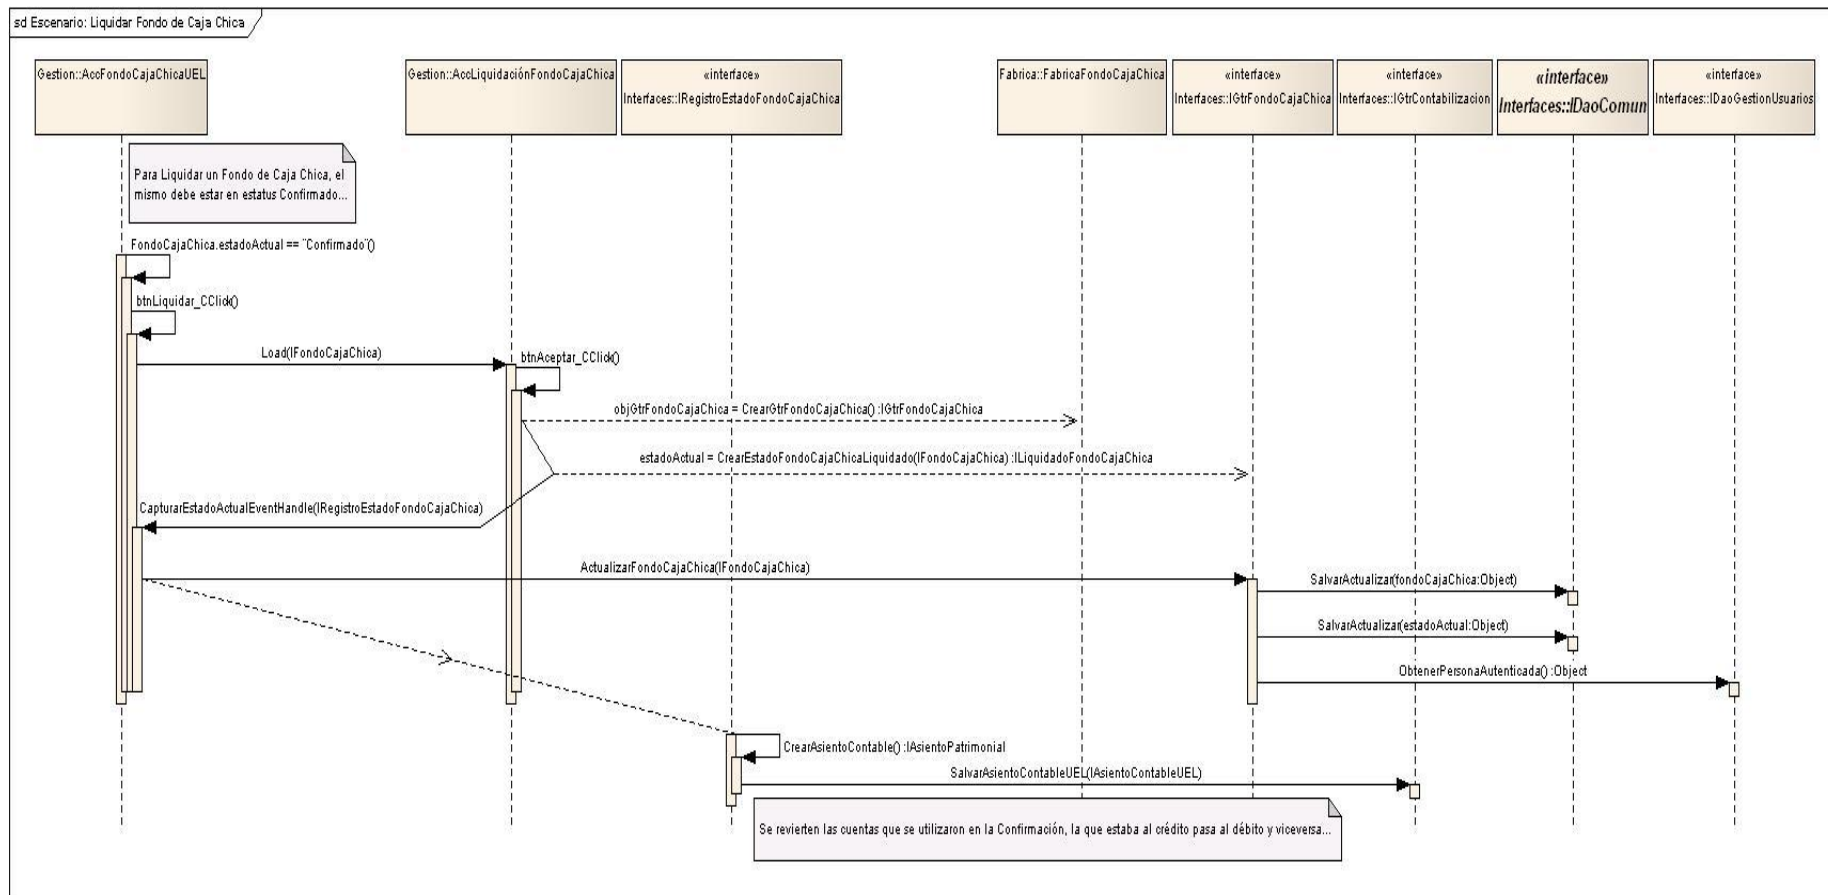 sd Escenario: Liquidar Fondo de Caja Chica
Gestion::AccFondoCajaChicaUEL
Gestion::AccLiquidaciónFondoCajaChica
«interface»
Interfaces::IRegistroEstadoFondoCajaChica
Fabrica::FabricaFondoCajaChica
«interface»
Interfaces::IGtrFondoCajaChica
«interface»
Interfaces::IGtrContabilizacion
«interface»
Interfaces::IDaoComun
«interface»
Interfaces::IDaoGestionUsuarios
Para Liquidar un Fondo de Caja Chica, el
mismo debe estar en estatus Confirmado...
FondoCajaChica.estadoActual == ¨Confirmado¨()
btnLiquidar_CClick()
Load(IFondoCajaChica)
btnAceptar_CClick()
objGtrFondoCajaChica = CrearGtrFondoCajaChica() :IGtrFondoCajaChica
estadoActual = CrearEstadoFondoCajaChicaLiquidado(IFondoCajaChica) :ILiquidadoFondoCajaChica
CapturarEstadoActualEventHandle(IRegistroEstadoFondoCajaChica)
ActualizarFondoCajaChica(IFondoCajaChica)
SalvarActualizar(fondoCajaChica:Object)
SalvarActualizar(estadoActual:Object)
ObtenerPersonaAutenticada() :Object
CrearAsientoContable() :IAsientoPatrimonial
SalvarAsientoContableUEL(IAsientoContableUEL)
Se revierten las cuentas que se utilizaron en la Confirmación, la que estaba al crédito pasa al débito y viceversa...